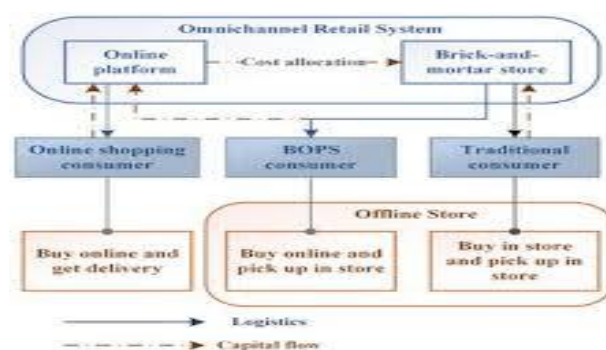 Omnichannel Retail System
Online
platform
Cost allocation
Brick-and-
mortar store
Online shopping
consumer
BOPS
consumer
Traditional
consumer
Offline Store
Buy online and
get delivery
Buy online and
pick up in store
Buy in store
and pick up in
store
Logistics
Capital flow